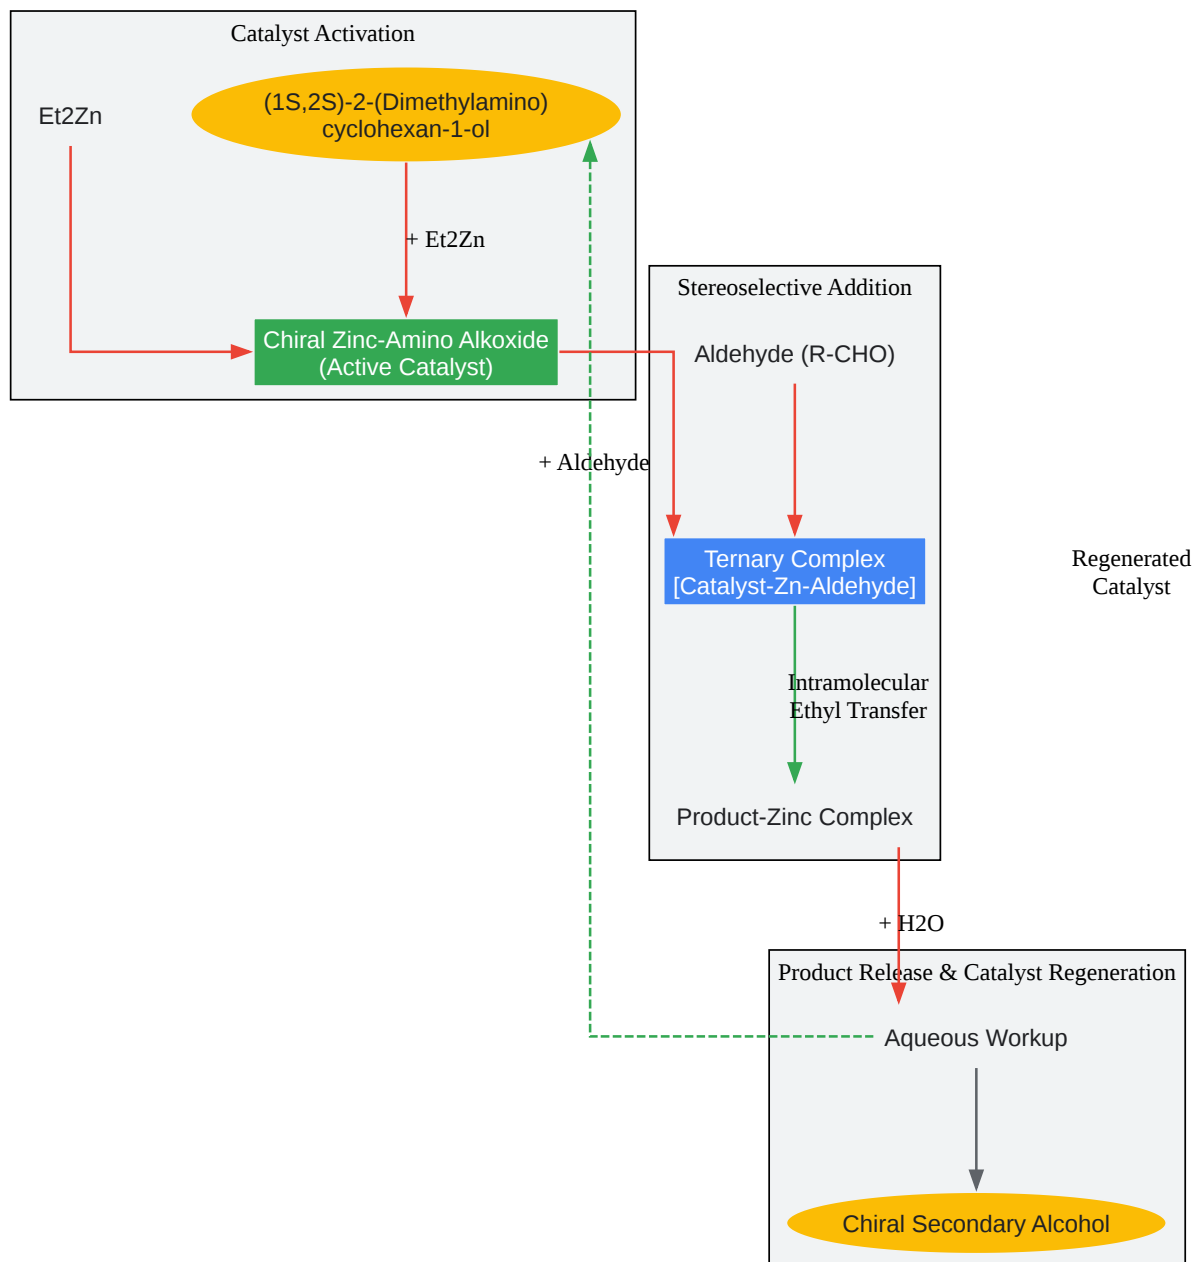 Catalyst Activation
Et2Zn
(1S,2S)-2-(Dimethylamino)
cyclohexan-1-ol
+ Et2Zn
Chiral Zinc-Amino Alkoxide
(Active Catalyst)
Stereoselective Addition
Aldehyde (R-CHO)
+ Aldehyde
Ternary Complex
[Catalyst-Zn-Aldehyde]
Regenerated
Catalyst
Intramolecular
Ethyl Transfer
Product-Zinc Complex
+ H2O
Product Release & Catalyst Regeneration
Aqueous Workup
Chiral Secondary Alcohol